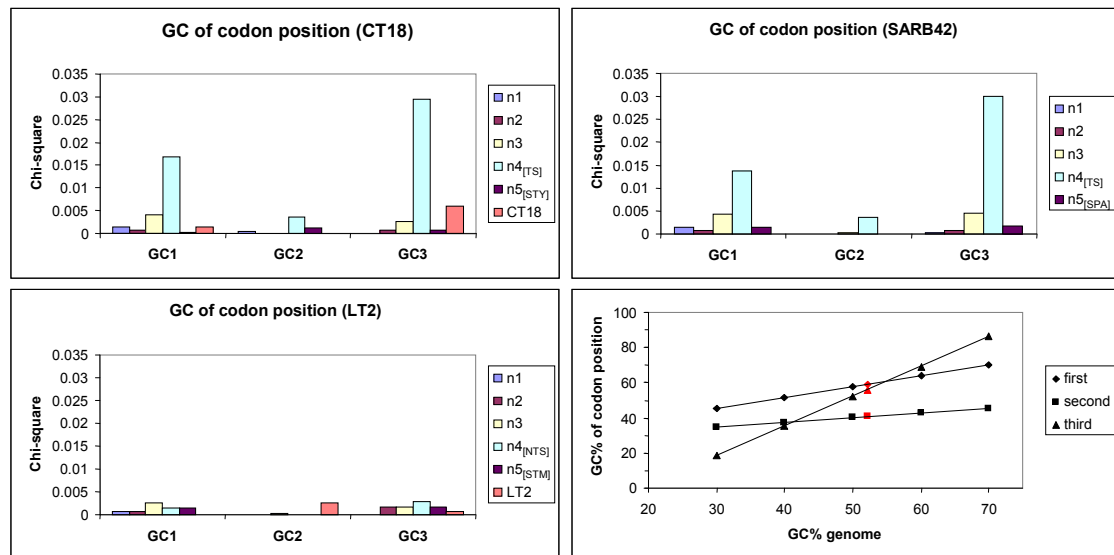 GC of codon position (CT18)
Chi-square
0.035
0.03
0.025
0.02
0.015
0.01
0.005
0
GC1 GC2 GC3
n1
n2
n3
n4[TS]
n5[STY]
CT18
GC of codon position (SARB42)
Chi-square
0.035
0.03
0.025
0.02
0.015
0.01
0.005
0
GC1 GC2 GC3
n1
n2
n3
n4[TS]
n5[SPA]
GC of codon position (LT2)
Chi-square
0.035
0.03
0.025
0.02
0.015
0.01
0.005
0
GC1 GC2 GC3
n1
n2
n3
n4[NTS]
n5[STM]
LT2
GC% of codon position
100
80
60
40
20
0
20 30 40 50 60 70
GC% genome
first
second
third